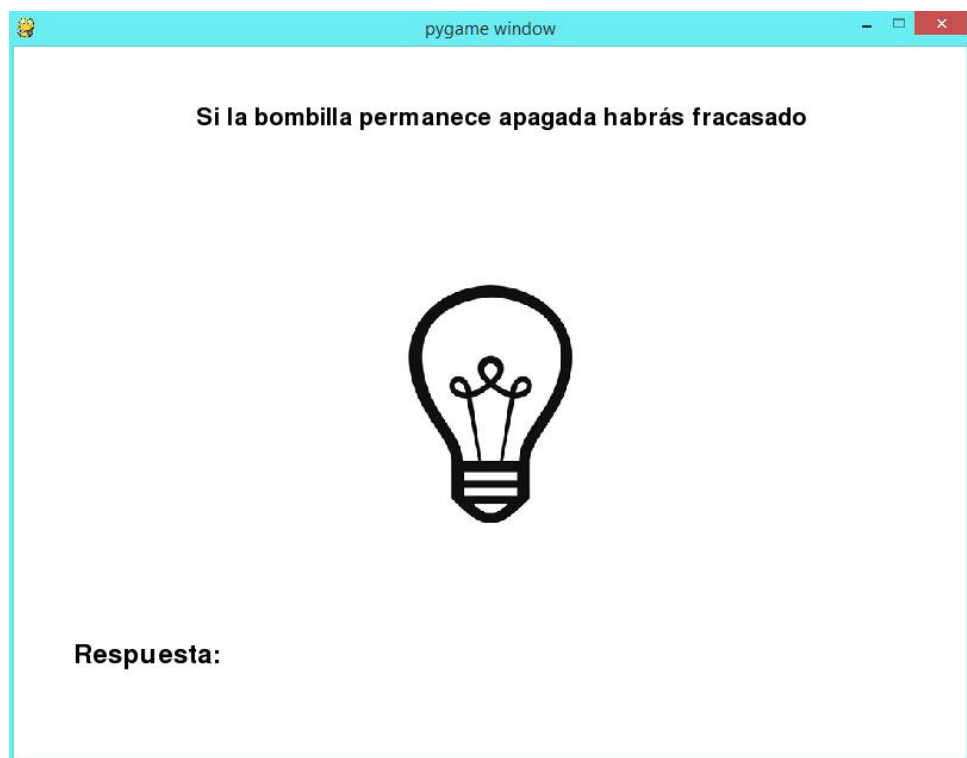 pygame window
Si la bombilla permanece apagada habrás fracasado
Respuesta: